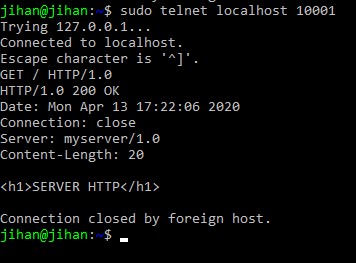 jihan@jihan:~$ sudo telnet localhost 10001
Trying 127.0.0.1...
Connected to localhost.
Escape character is '^]'.
GET / HTTP/1.0
HTTP/1.0 200 OK
Date: Mon Apr 13 17:22:06 2020
Connection: close
Server: myserver/1.0
Content-Length: 20
<h1>SERVER HTTP</h1>
Connection closed by foreign host.
jihan@jihan:~$